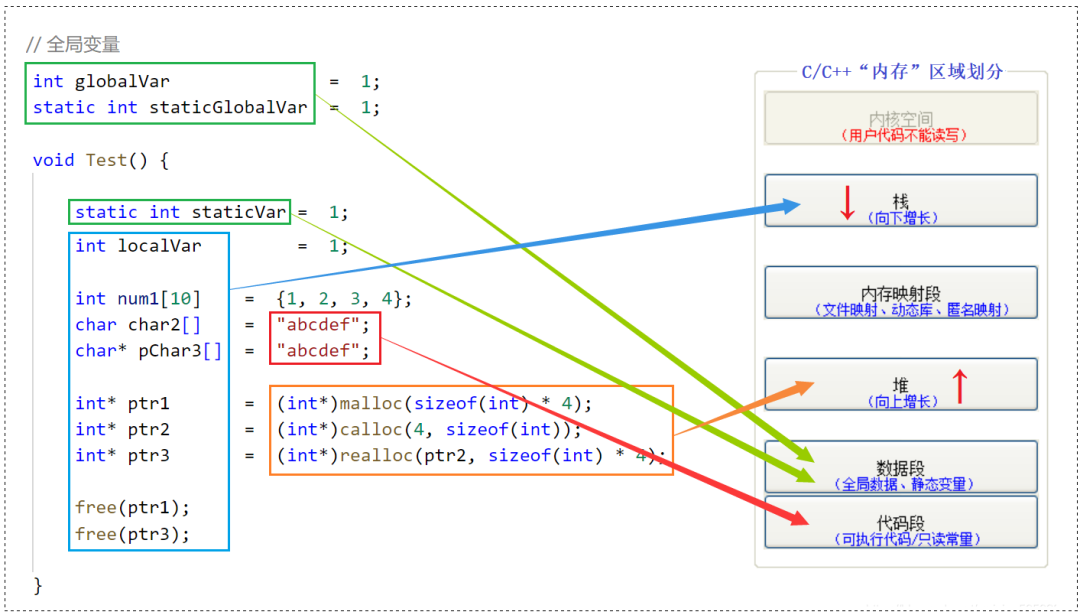 // 全局变量
int globalVar = 1;
static int staticGlobalVar = 1;
void Test() {
static int staticVar = 1;
int localVar = 1;
int num1[10] = {1, 2, 3, 4};
char char2[] = "abcdef";
char* pChar3[] = "abcdef";
int* ptr1 = (int*)malloc(sizeof(int) * 4);
int* ptr2 = (int*)calloc(4, sizeof(int));
int* ptr3 = (int*)realloc(ptr2, sizeof(int) * 4);
free(ptr1);
free(ptr3);
}
C/C++“内存”区域划分
内核空间
(用户代码不能读写)
栈
(向下增长)
内存映射段
(文件映射、动态库、匿名映射)
堆
(向上增长)
数据段
(全局数据、静态变量)
代码段
(可执行代码/只读常量)